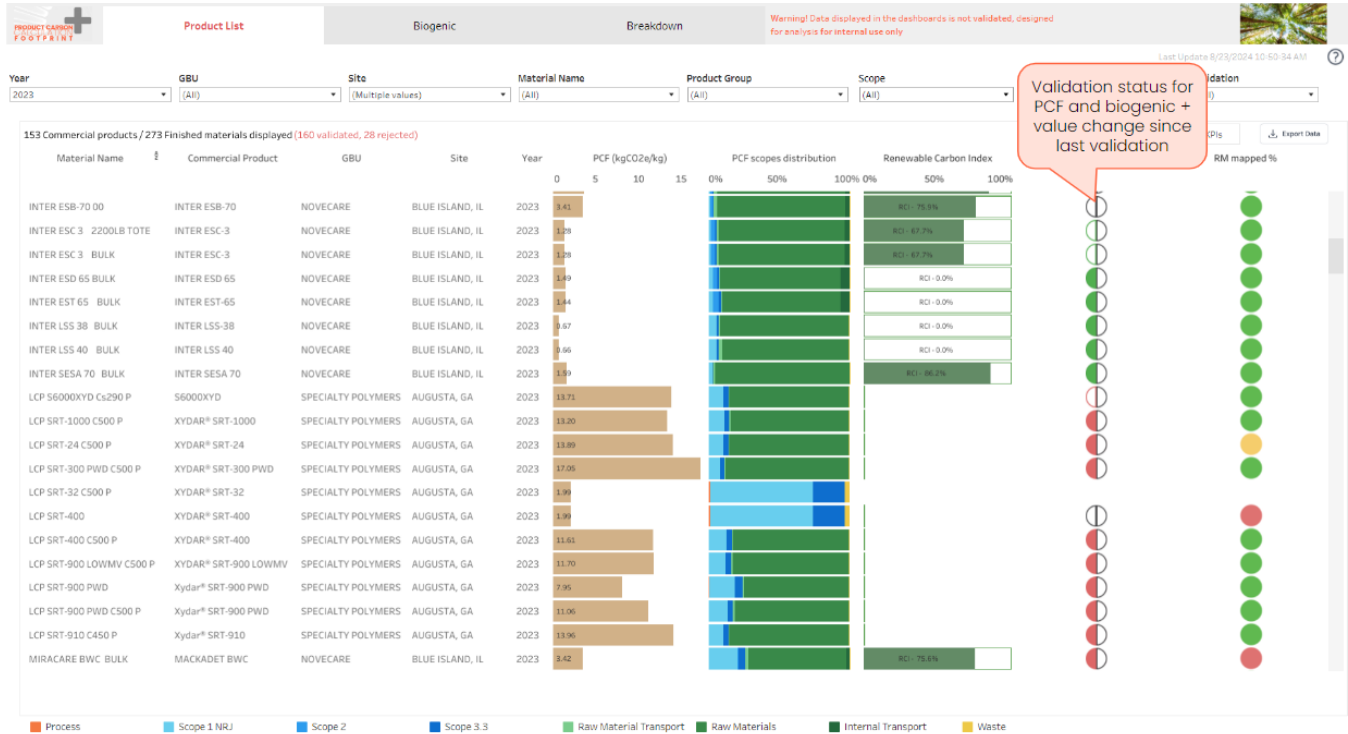 PRODUCT CARBON
FOOTPRINT
Product List
Biogenic
Breakdown
Warning! Data displayed in the dashboards is not validated, designed
for analysis for internal use only
Last Update 8/23/2024 10:50:34 AM
?
Year
GBU
Site
Material Name
Product Group
Scope
idation
2023
(All)
(Multiple values)
(All)
(All)
(All)
Validation status for
PCF and biogenic +
value change since
last validation
153 Commercial products / 273 Finished materials displayed (160 validated, 28 rejected)
Export Data
Material Name Commercial Product GBU Site Year PCF (kgCO2e/kg) PCF scopes distribution Renewable Carbon Index RM mapped %
0 5 10 15 0% 50% 100% 0% 50% 100%
INTER ESB-70 00 INTER ESB-70 NOVECARE BLUE ISLAND, IL 2023 3.41 RCI - 75.9%
INTER ESC 3 2200LB TOTE INTER ESC-3 NOVECARE BLUE ISLAND, IL 2023 1.28 RCI - 67.7%
INTER ESC 3 BULK INTER ESC-3 NOVECARE BLUE ISLAND, IL 2023 1.28 RCI - 67.7%
INTER ESD 65 BULK INTER ESD 65 NOVECARE BLUE ISLAND, IL 2023 1.49 RCI - 0.0%
INTER EST 65 BULK INTER EST-65 NOVECARE BLUE ISLAND, IL 2023 1.44 RCI - 0.0%
INTER LSS 38 BULK INTER LSS-38 NOVECARE BLUE ISLAND, IL 2023 0.67 RCI - 0.0%
INTER LSS 40 BULK INTER LSS 40 NOVECARE BLUE ISLAND, IL 2023 0.66 RCI - 0.0%
INTER SESA 70 BULK INTER SESA 70 NOVECARE BLUE ISLAND, IL 2023 1.59 RCI - 86.2%
LCP S6000XYD Cs290 P S6000XYD SPECIALTY POLYMERS AUGUSTA, GA 2023 13.71
LCP SRT-1000 C500 P XYDAR® SRT-1000 SPECIALTY POLYMERS AUGUSTA, GA 2023 13.20
LCP SRT-24 C500 P XYDAR® SRT-24 SPECIALTY POLYMERS AUGUSTA, GA 2023 13.89
LCP SRT-300 PWD C500 P XYDAR® SRT-300 PWD SPECIALTY POLYMERS AUGUSTA, GA 2023 17.05
LCP SRT-32 C500 P XYDAR® SRT-32 SPECIALTY POLYMERS AUGUSTA, GA 2023 1.99
LCP SRT-400 XYDAR® SRT-400 SPECIALTY POLYMERS AUGUSTA, GA 2023 1.99
LCP SRT-400 C500 P XYDAR® SRT-400 SPECIALTY POLYMERS AUGUSTA, GA 2023 11.61
LCP SRT-900 LOWMV C500 P XYDAR® SRT-900 LOWMV SPECIALTY POLYMERS AUGUSTA, GA 2023 11.70
LCP SRT-900 PWD Xydar® SRT-900 PWD SPECIALTY POLYMERS AUGUSTA, GA 2023 7.95
LCP SRT-900 PWD C500 P Xydar® SRT-900 PWD SPECIALTY POLYMERS AUGUSTA, GA 2023 11.06
LCP SRT-910 C450 P Xydar® SRT-910 SPECIALTY POLYMERS AUGUSTA, GA 2023 13.96
MIRACARE BWC BULK MACKADET BWC NOVECARE BLUE ISLAND, IL 2023 3.42 RCI - 75.6%
Process Scope 1 NRJ Scope 2 Scope 3.3 Raw Material Transport Raw Materials Internal Transport Waste